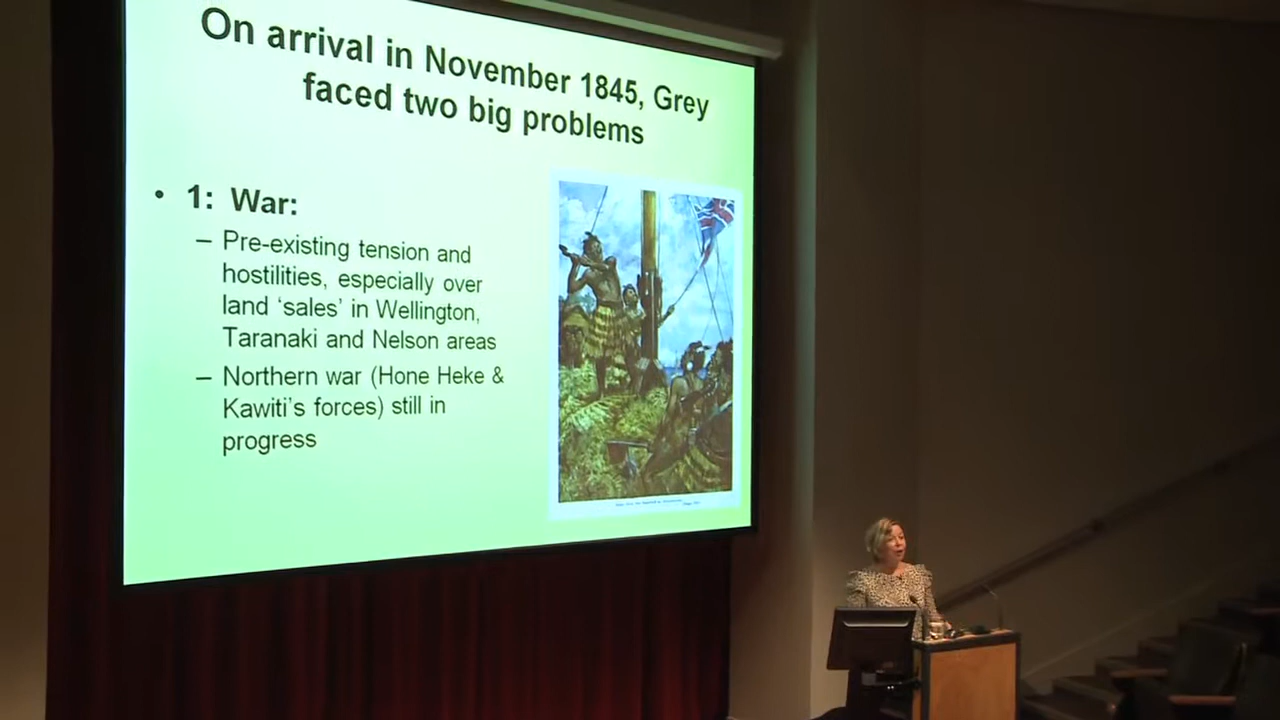 On arrival in November 1845, Grey
faced two big problems
• 1: War:
– Pre-existing tension and
hostilities, especially over
land ‘sales’ in Wellington,
Taranaki and Nelson areas
– Northern war (Hone Heke &
Kawiti’s forces) still in
progress